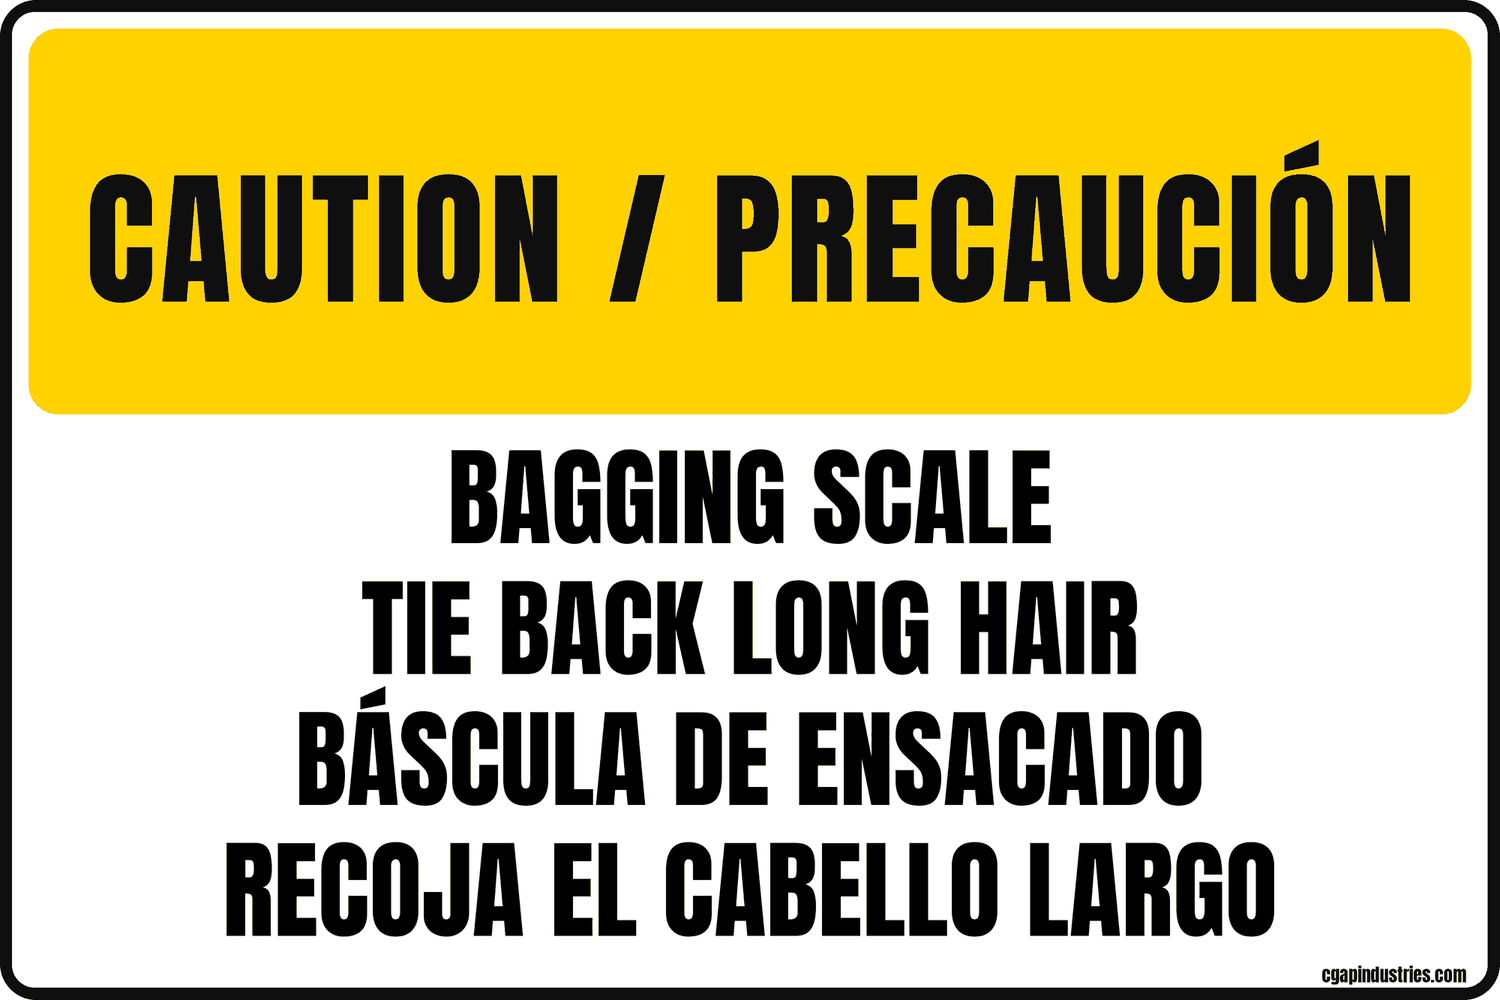 CAUTION / PRECAUCIÓN
BAGGING SCALE
TIE BACK LONG HAIR
BÁSCULA DE ENSACADO
RECOJA EL CABELLO LARGO
cgapindustries.com